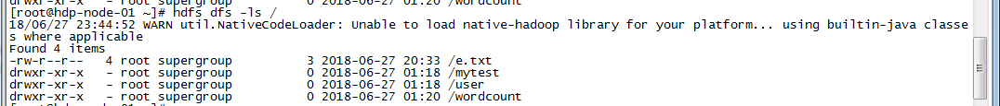 drwxr-xr-x   - root supergroup          0 2018-06-27 01:20 /wordcount
[root@hdp-node-01 ~]# hdfs dfs -ls /
18/06/27 23:44:52 WARN util.NativeCodeLoader: Unable to load native-hadoop library for your platform... using builtin-java classe
s where applicable
Found 4 items
-rw-r--r--   4 root supergroup          3 2018-06-27 20:33 /e.txt
drwxr-xr-x   - root supergroup          0 2018-06-27 01:18 /mytest
drwxr-xr-x   - root supergroup          0 2018-06-27 01:18 /user
drwxr-xr-x   - root supergroup          0 2018-06-27 01:20 /wordcount
[root@hdp-node-01 ~]#